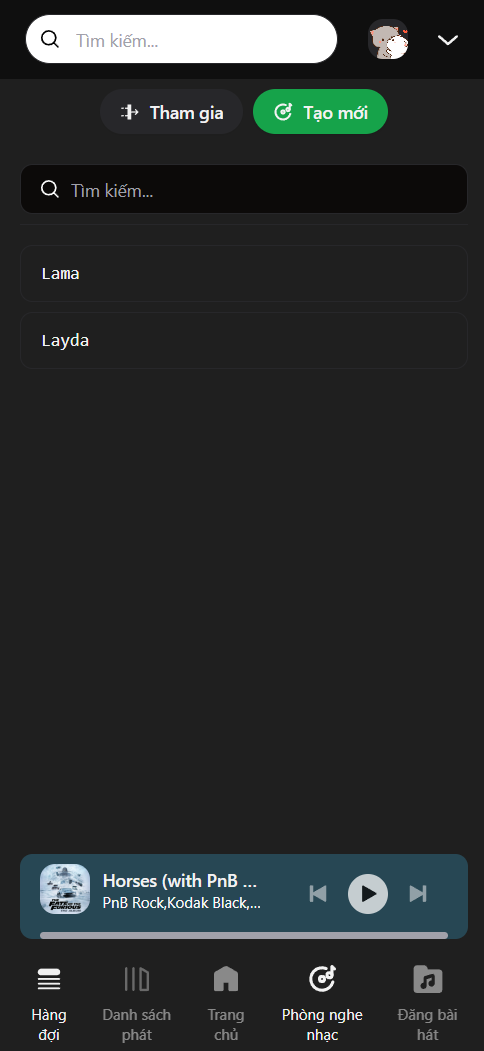 Tìm kiếm...
Tham gia
Tạo mới
Tìm kiếm...
Lama
Layda
Horses (with PnB ...
PnB Rock,Kodak Black,...
Hàng
đợi
Danh sách
phát
Trang
chủ
Phòng nghe
nhạc
Đăng bài
hát